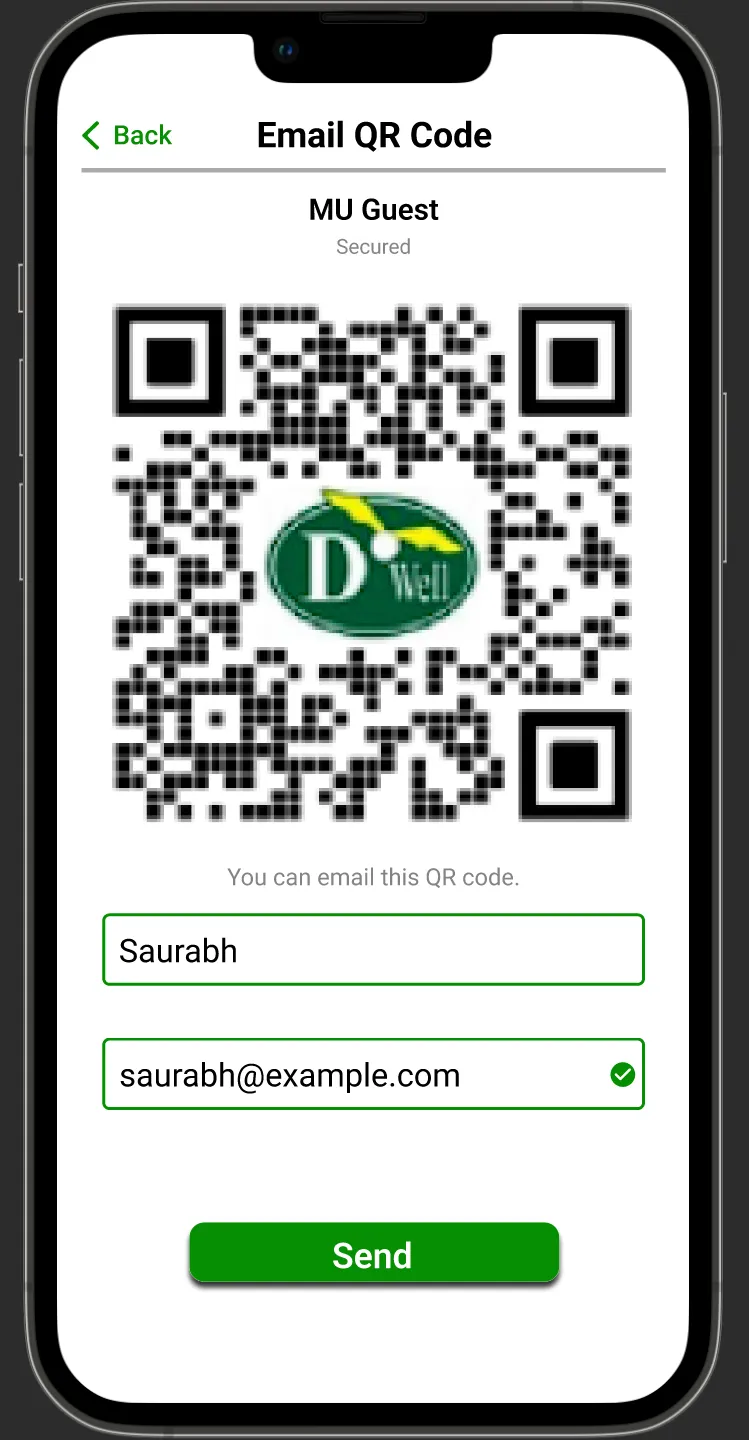 Back
Email QR Code
MU Guest
Secured
D Well
You can email this QR code.
Saurabh
saurabh@example.com
Send